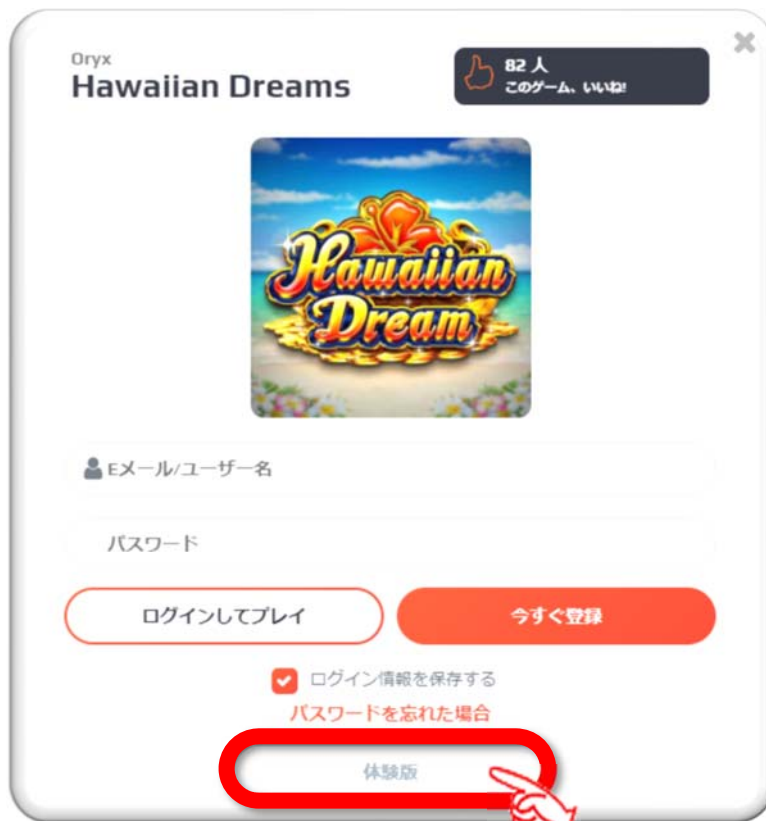 Oryx
Hawaiian Dreams
82 人
このゲーム、いいね!
Hawaiian
Dream
Eメール/ユーザー名
パスワード
ログインしてプレイ
今すぐ登録
ログイン情報を保存する
パスワードを忘れた場合
体験版